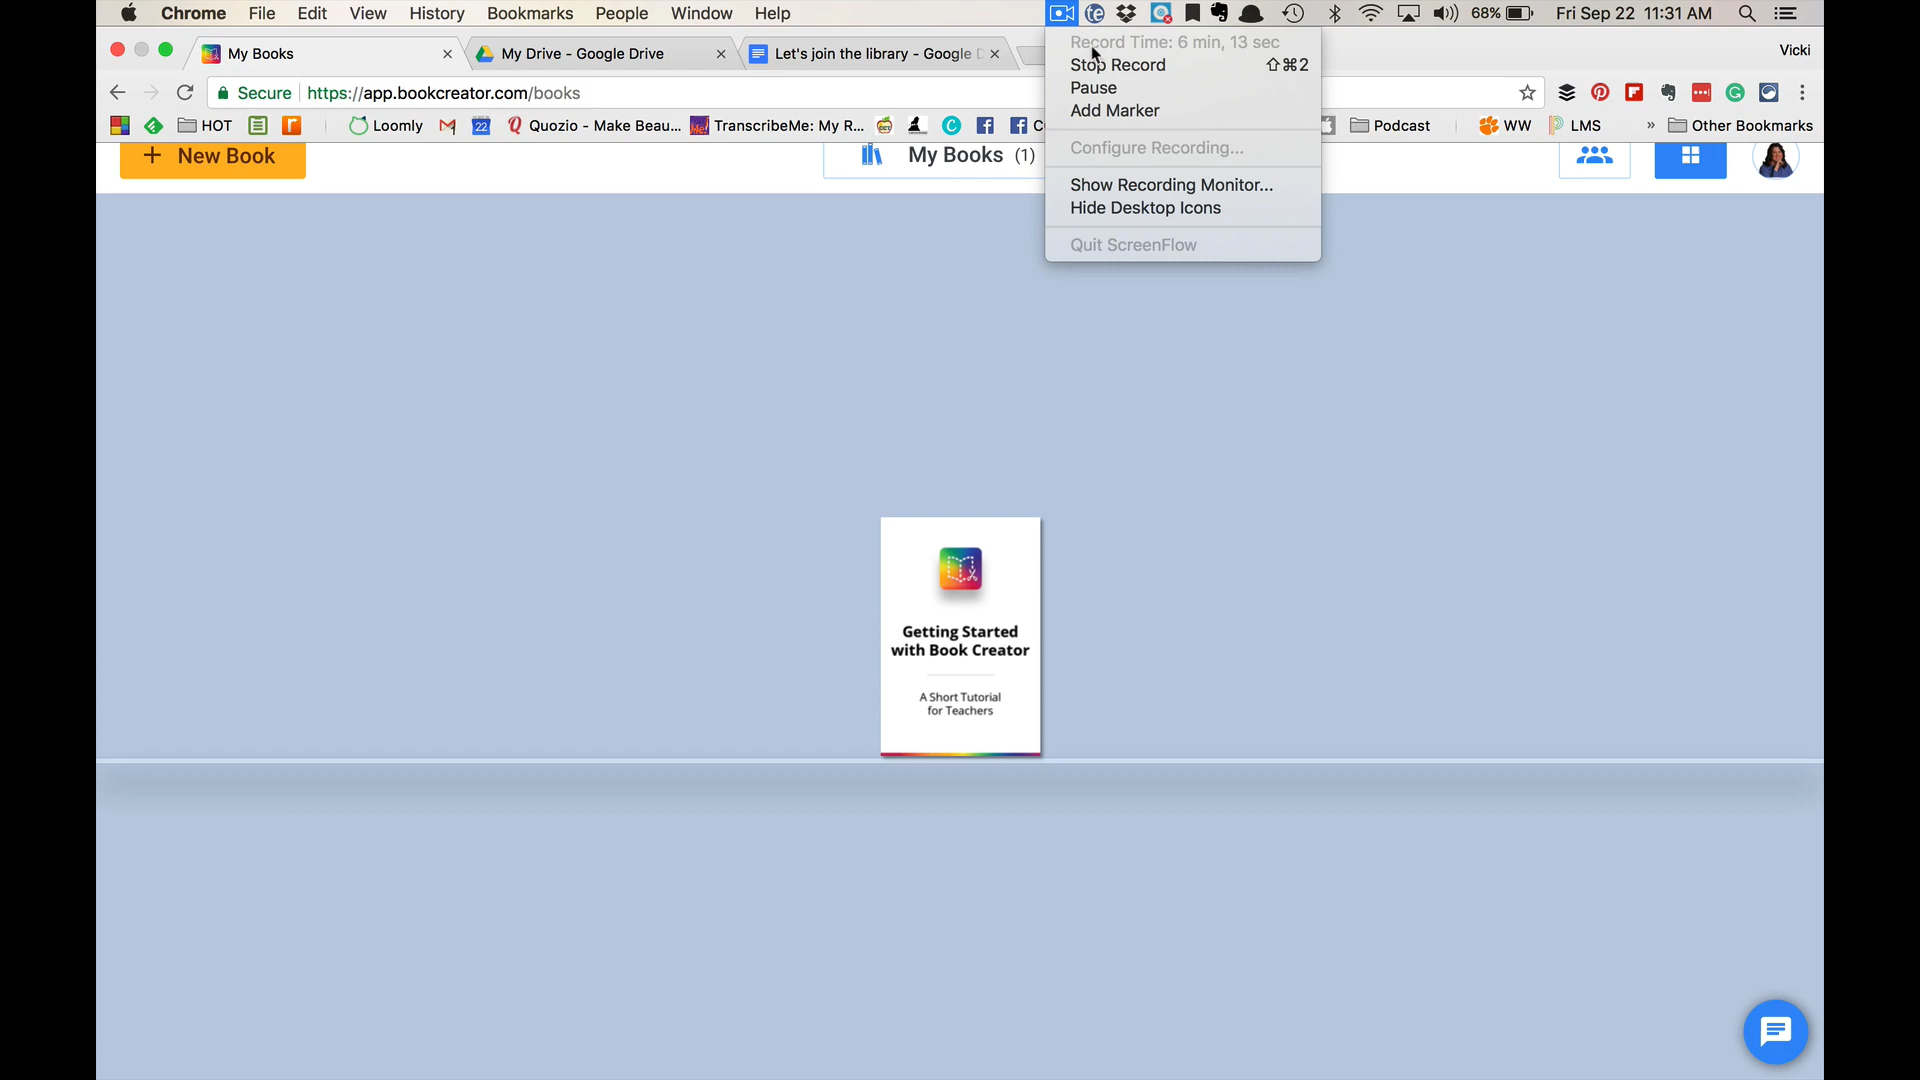 Chrome File Edit View History Bookmarks People Window Help 68% Fri Sep 22 11:31 AM
My Books My Drive - Google Drive Let's join the library - Google Vicki
Secure https://app.bookcreator.com/books
HOT Loomly 22 Quozio - Make Beau... TranscribeMe: My R... Podcast WW LMS » Other Bookmarks
+ New Book My Books (1)
Record Time: 6 min, 13 sec
Stop Record ⇧⌘2
Pause
Add Marker
Configure Recording...
Show Recording Monitor...
Hide Desktop Icons
Quit ScreenFlow
Getting Started
with Book Creator
A Short Tutorial
for Teachers